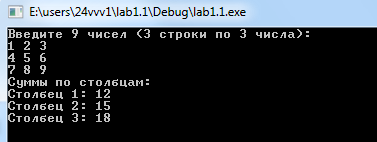 E:\users\24vvv1\lab1.1\Debug\lab1.1.exe
Введите 9 чисел (3 строки по 3 числа):
1 2 3
4 5 6
7 8 9
Суммы по столбцам:
Столбец 1: 12
Столбец 2: 15
Столбец 3: 18